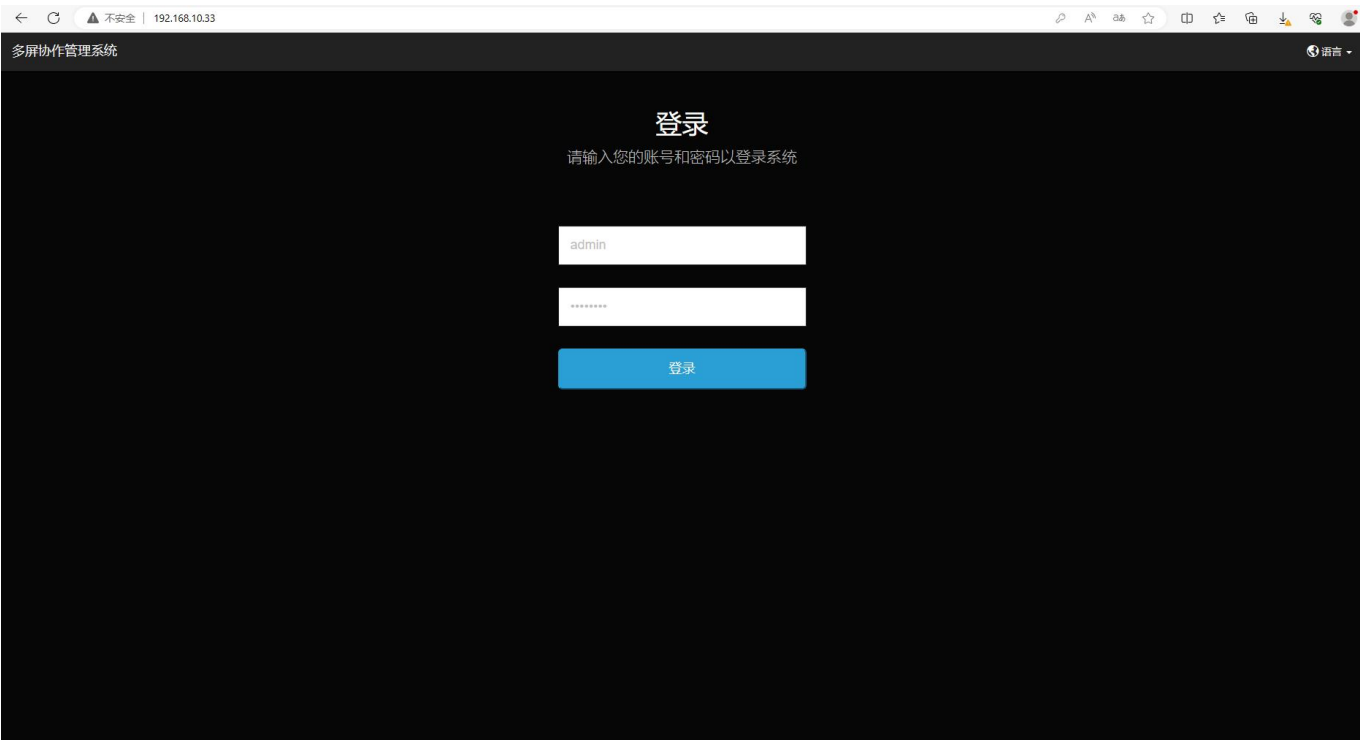 不安全 | 192.168.10.33
多屏协作管理系统
语言
登录
请输入您的账号和密码以登录系统
admin
********
登录